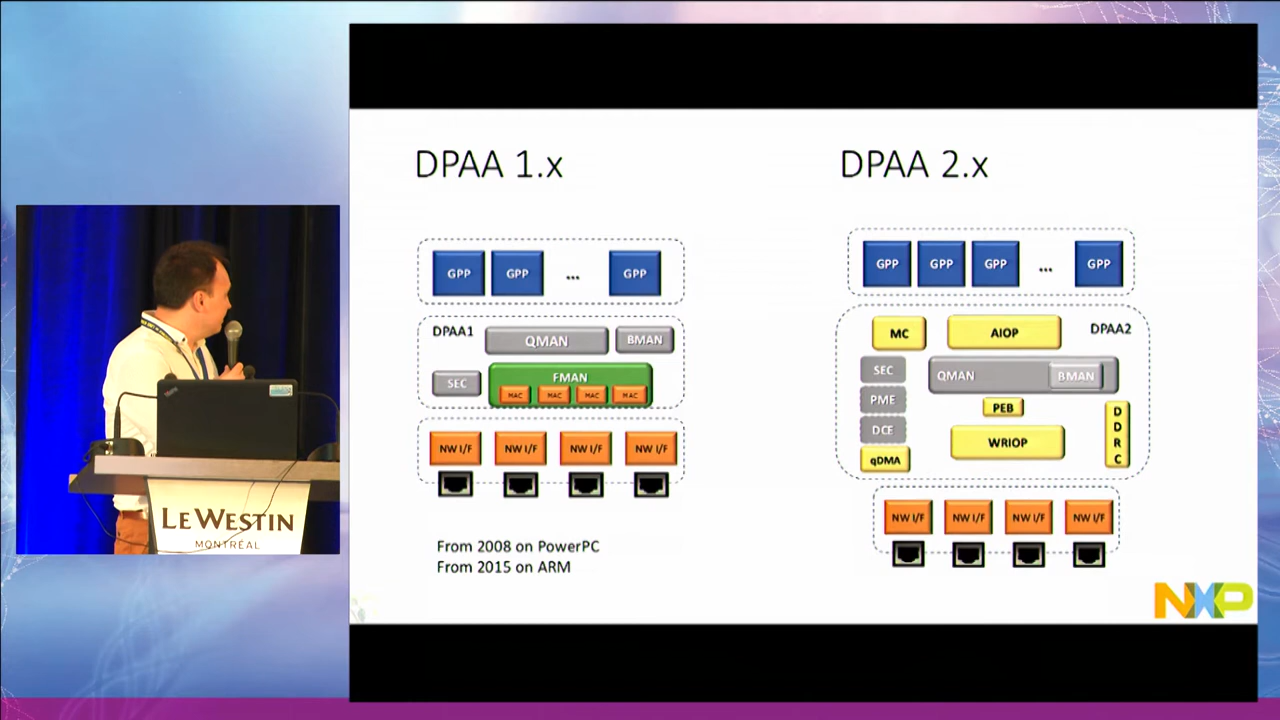 DPAA 1.x
GPP
GPP
...
GPP
DPAA1
QMAN
BMAN
SEC
FMAN
MAC
MAC
MAC
MAC
NW I/F
NW I/F
NW I/F
NW I/F
From 2008 on PowerPC
From 2015 on ARM
DPAA 2.x
GPP
GPP
GPP
...
GPP
MC
AIOP
DPAA2
SEC
QMAN
BMAN
PME
PEB
DCE
WRIOP
qDMA
DDRC
NW I/F
NW I/F
NW I/F
NW I/F
NXP
LE WESTIN
MONTRÉAL